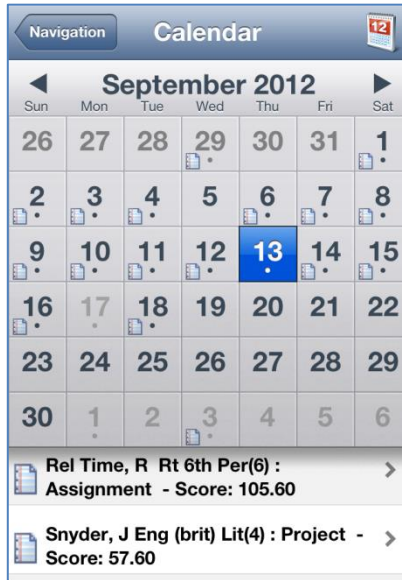 Navigation
Calendar
12
September 2012
Sun Mon Tue Wed Thu Fri Sat
26 27 28 29 30 31 1
2 3 4 5 6 7 8
9 10 11 12 13 14 15
16 17 18 19 20 21 22
23 24 25 26 27 28 29
30 1 2 3 4 5 6
Rel Time, R Rt 6th Per(6) :
Assignment - Score: 105.60
Snyder, J Eng (brit) Lit(4) : Project -
Score: 57.60